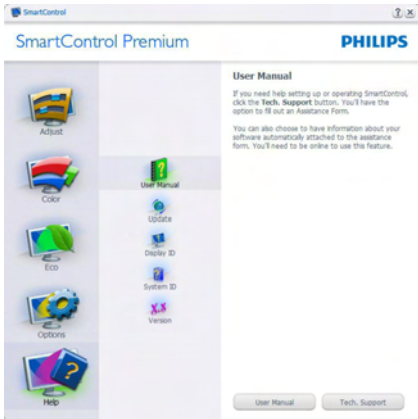 SmartControl
? ×
SmartControl Premium
PHILIPS
Adjust
Color
Eco
Options
Help
User Manual
Update
Display ID
System ID
Version
User Manual
If you need help setting up or operating SmartControl,
click the Tech. Support button. You'll have the
option to fill out an Assistance Form.
You can also choose to have information about your
software automatically attached to the assistance
form. You'll need to be online to use this feature.
User Manual
Tech. Support